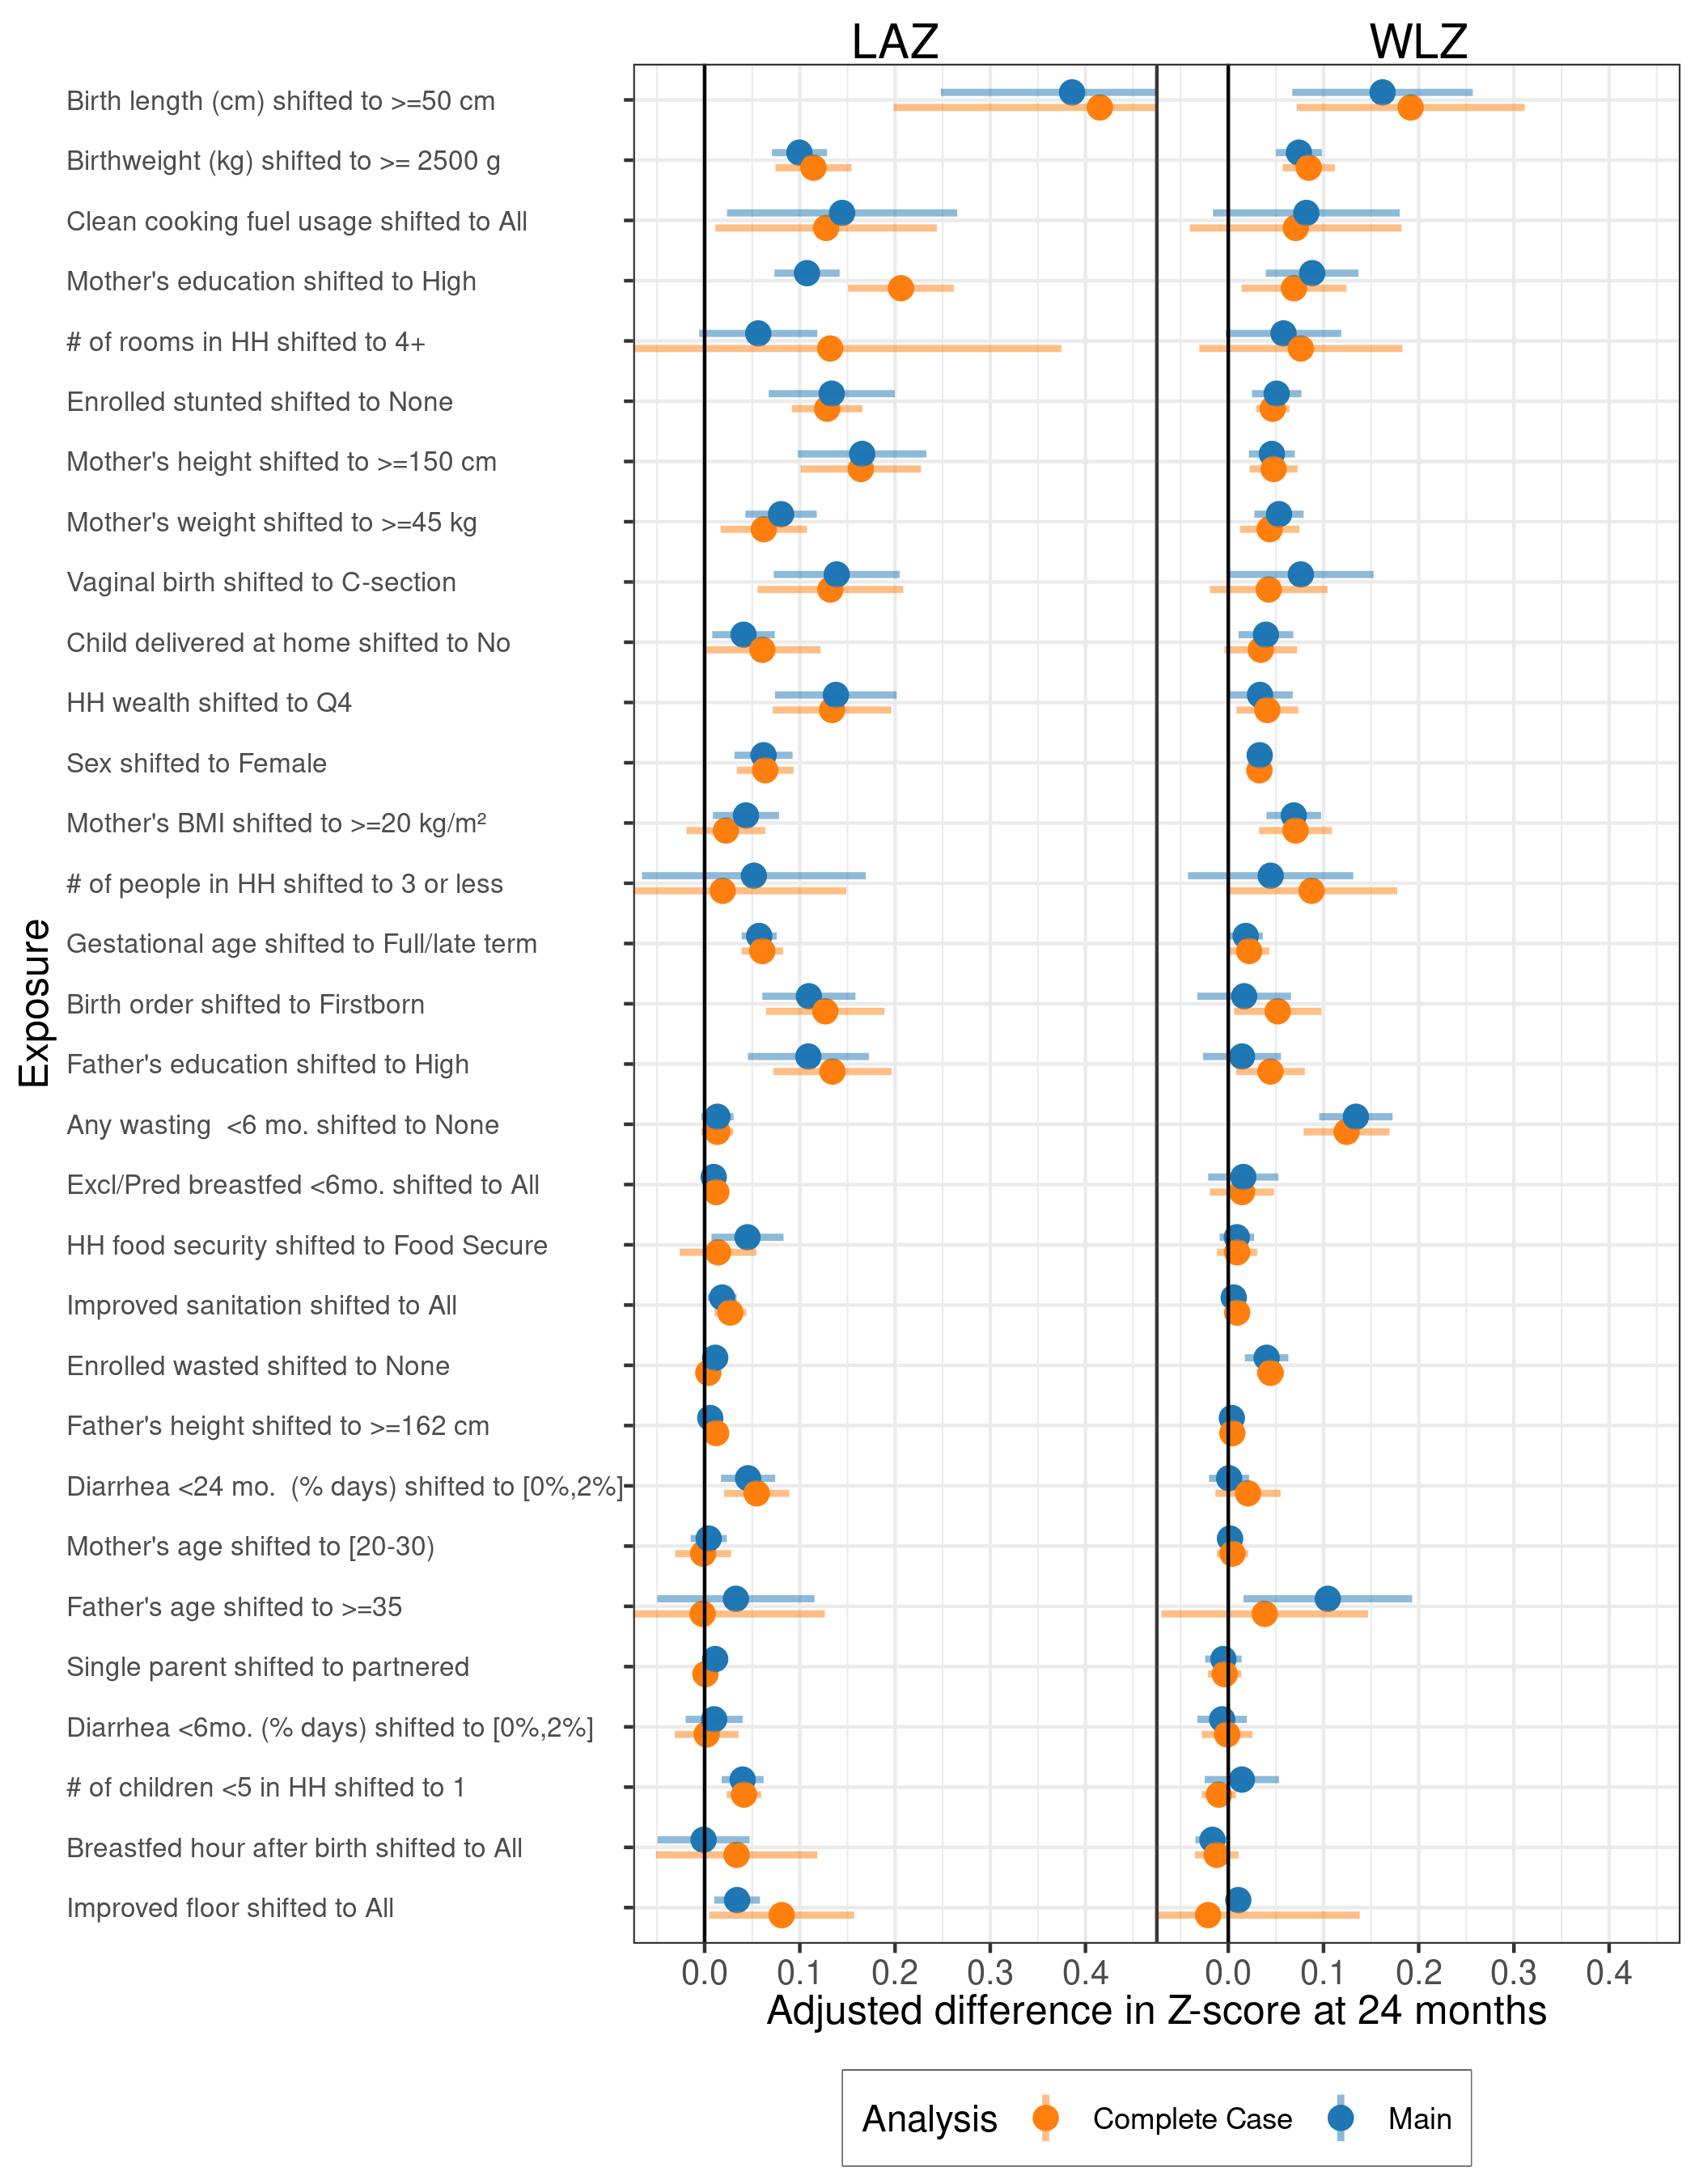 LAZ
WLZ
Birth length (cm) shifted to >=50 cm
Birthweight (kg) shifted to >= 2500 g
Clean cooking fuel usage shifted to All
Mother's education shifted to High
# of rooms in HH shifted to 4+
Enrolled stunted shifted to None
Mother's height shifted to >=150 cm
Mother's weight shifted to >=45 kg
Vaginal birth shifted to C-section
Child delivered at home shifted to No
HH wealth shifted to Q4
Sex shifted to Female
Mother's BMI shifted to >=20 kg/m²
# of people in HH shifted to 3 or less
Gestational age shifted to Full/late term
Birth order shifted to Firstborn
Father's education shifted to High
Any wasting  <6 mo. shifted to None
Excl/Pred breastfed <6mo. shifted to All
HH food security shifted to Food Secure
Improved sanitation shifted to All
Enrolled wasted shifted to None
Father's height shifted to >=162 cm
Diarrhea <24 mo.  (% days) shifted to [0%,2%]
Mother's age shifted to [20-30)
Father's age shifted to >=35
Single parent shifted to partnered
Diarrhea <6mo. (% days) shifted to [0%,2%]
# of children <5 in HH shifted to 1
Breastfed hour after birth shifted to All
Improved floor shifted to All
Exposure
0.0 0.1 0.2 0.3 0.4 0.0 0.1 0.2 0.3 0.4
Adjusted difference in Z-score at 24 months
Analysis Complete Case Main